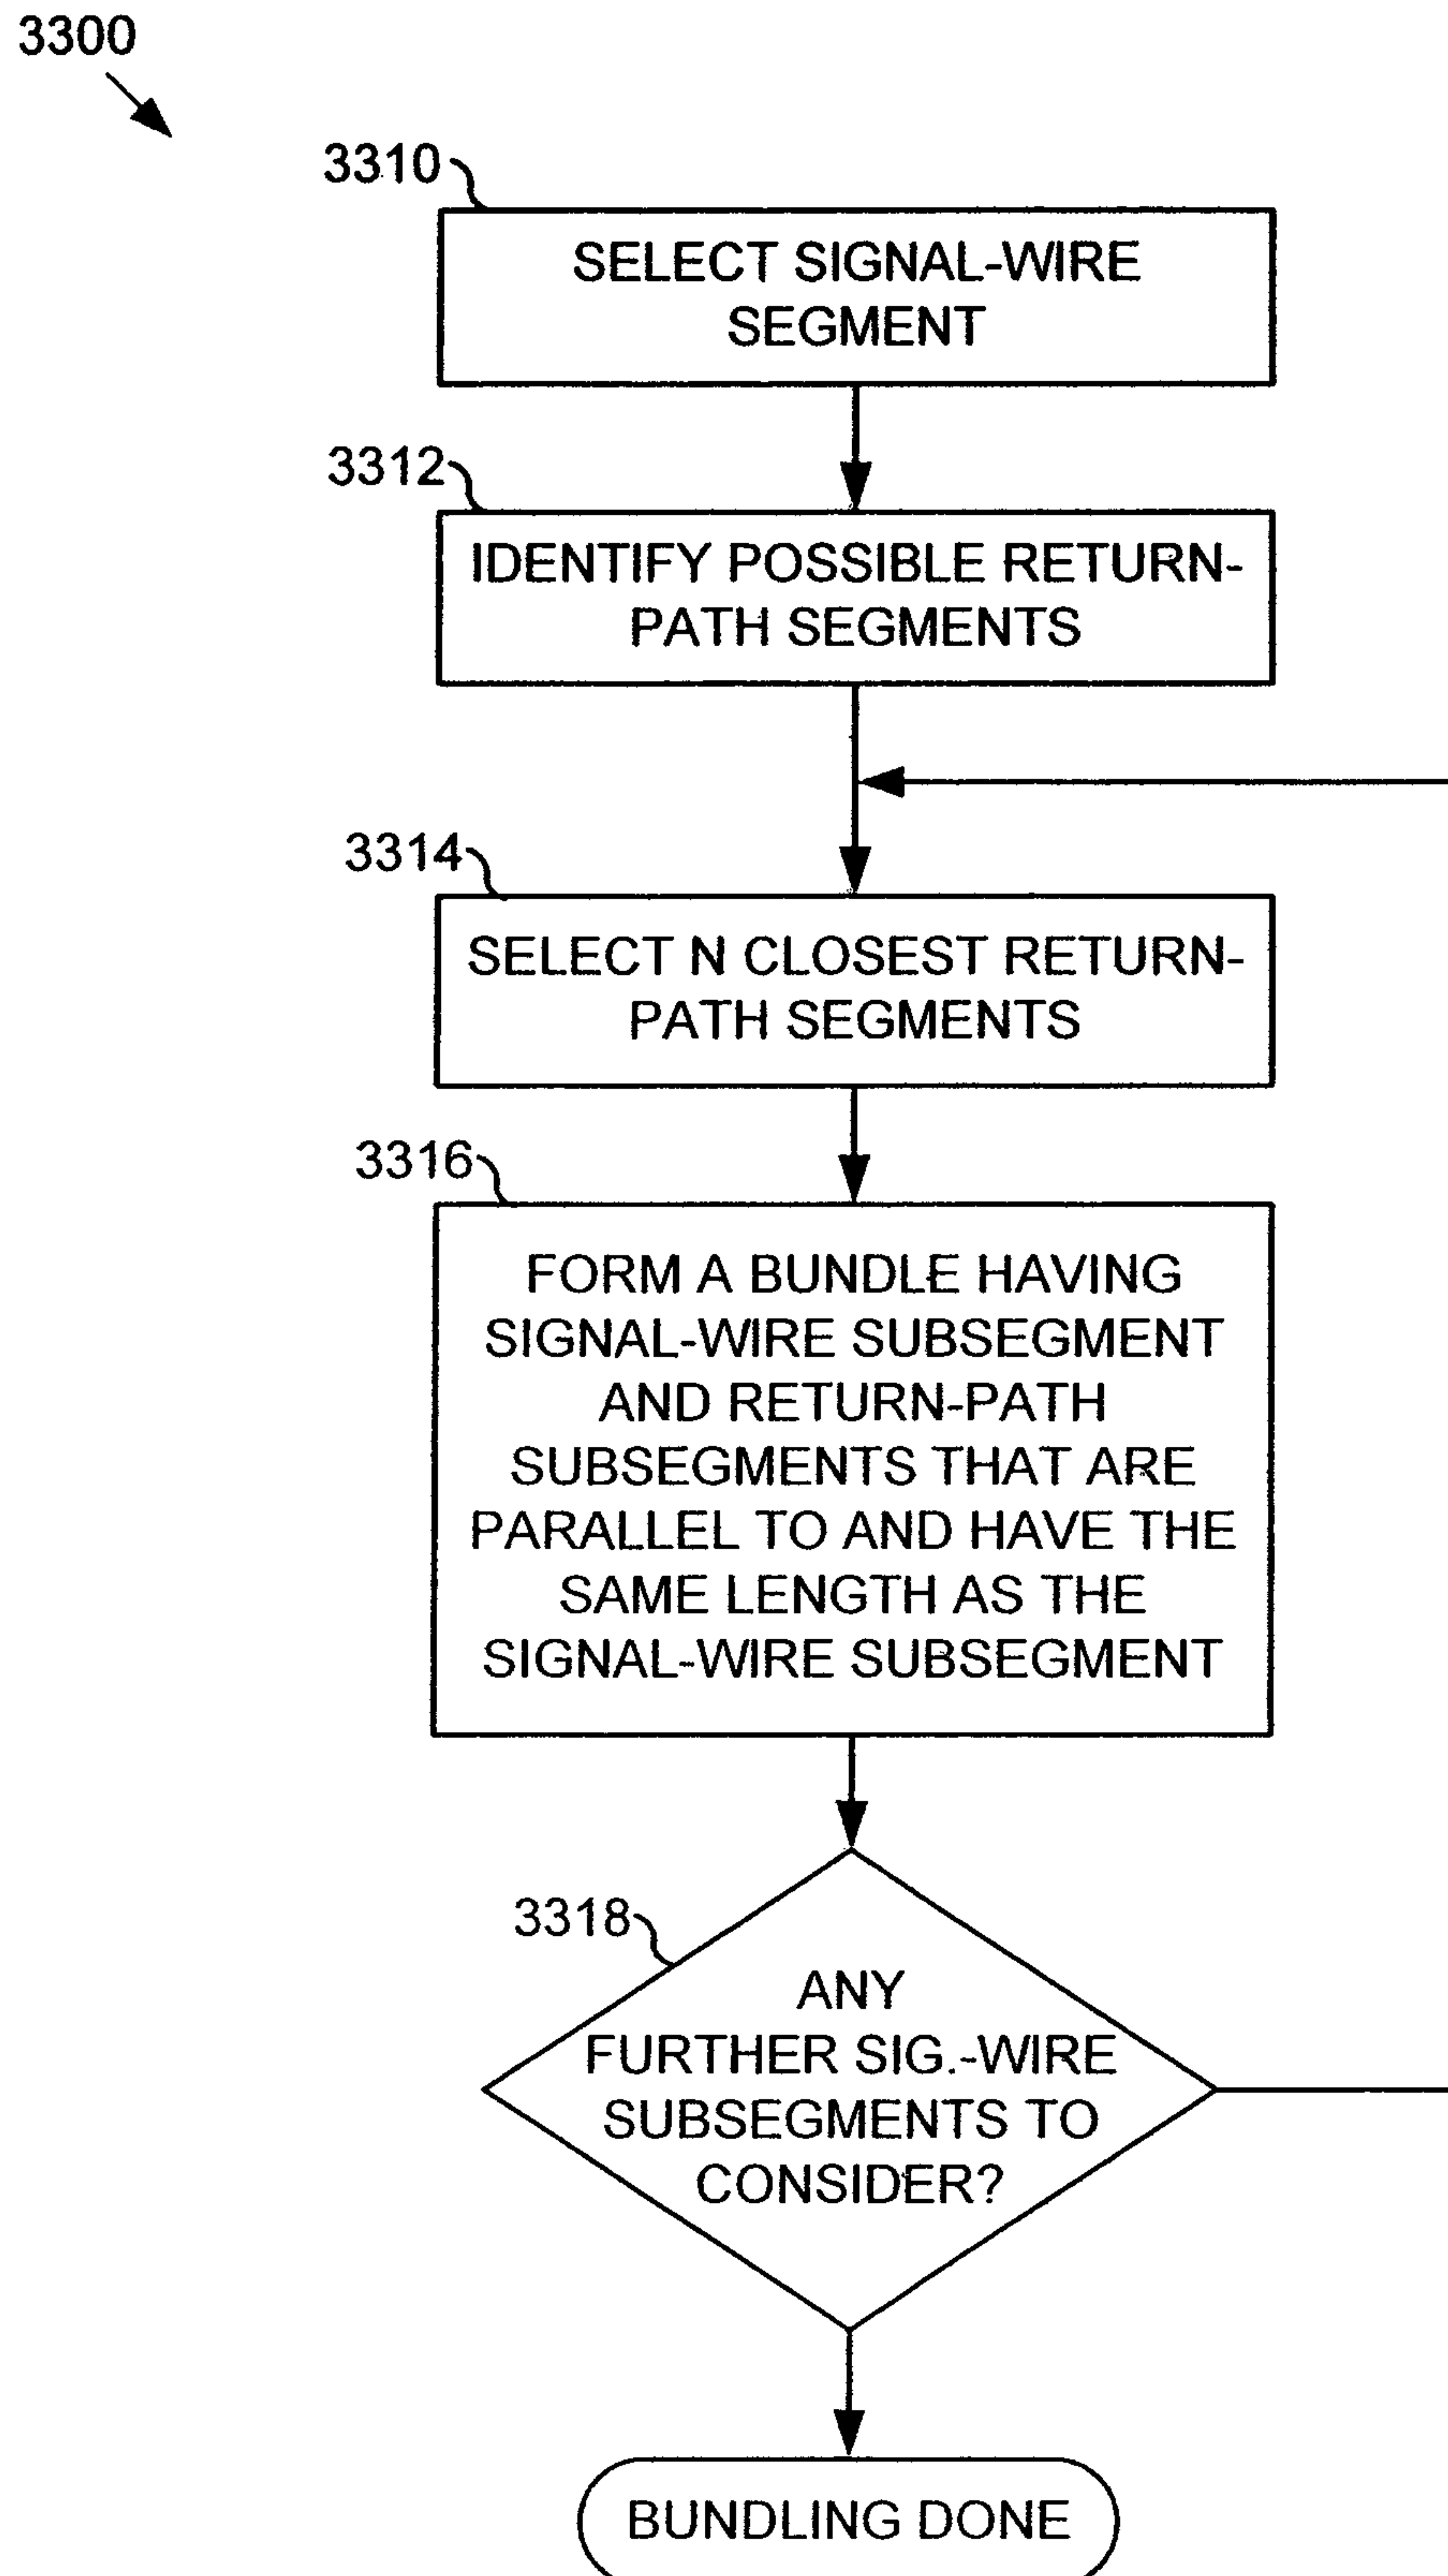 3300
3310
SELECT SIGNAL-WIRE
SEGMENT
3312
IDENTIFY POSSIBLE RETURN-
PATH SEGMENTS
3314
SELECT N CLOSEST RETURN-
PATH SEGMENTS
3316
FORM A BUNDLE HAVING
SIGNAL-WIRE SUBSEGMENT
AND RETURN-PATH
SUBSEGMENTS THAT ARE
PARALLEL TO AND HAVE THE
SAME LENGTH AS THE
SIGNAL-WIRE SUBSEGMENT
3318
ANY
FURTHER SIG.-WIRE
SUBSEGMENTS TO
CONSIDER?
BUNDLING DONE